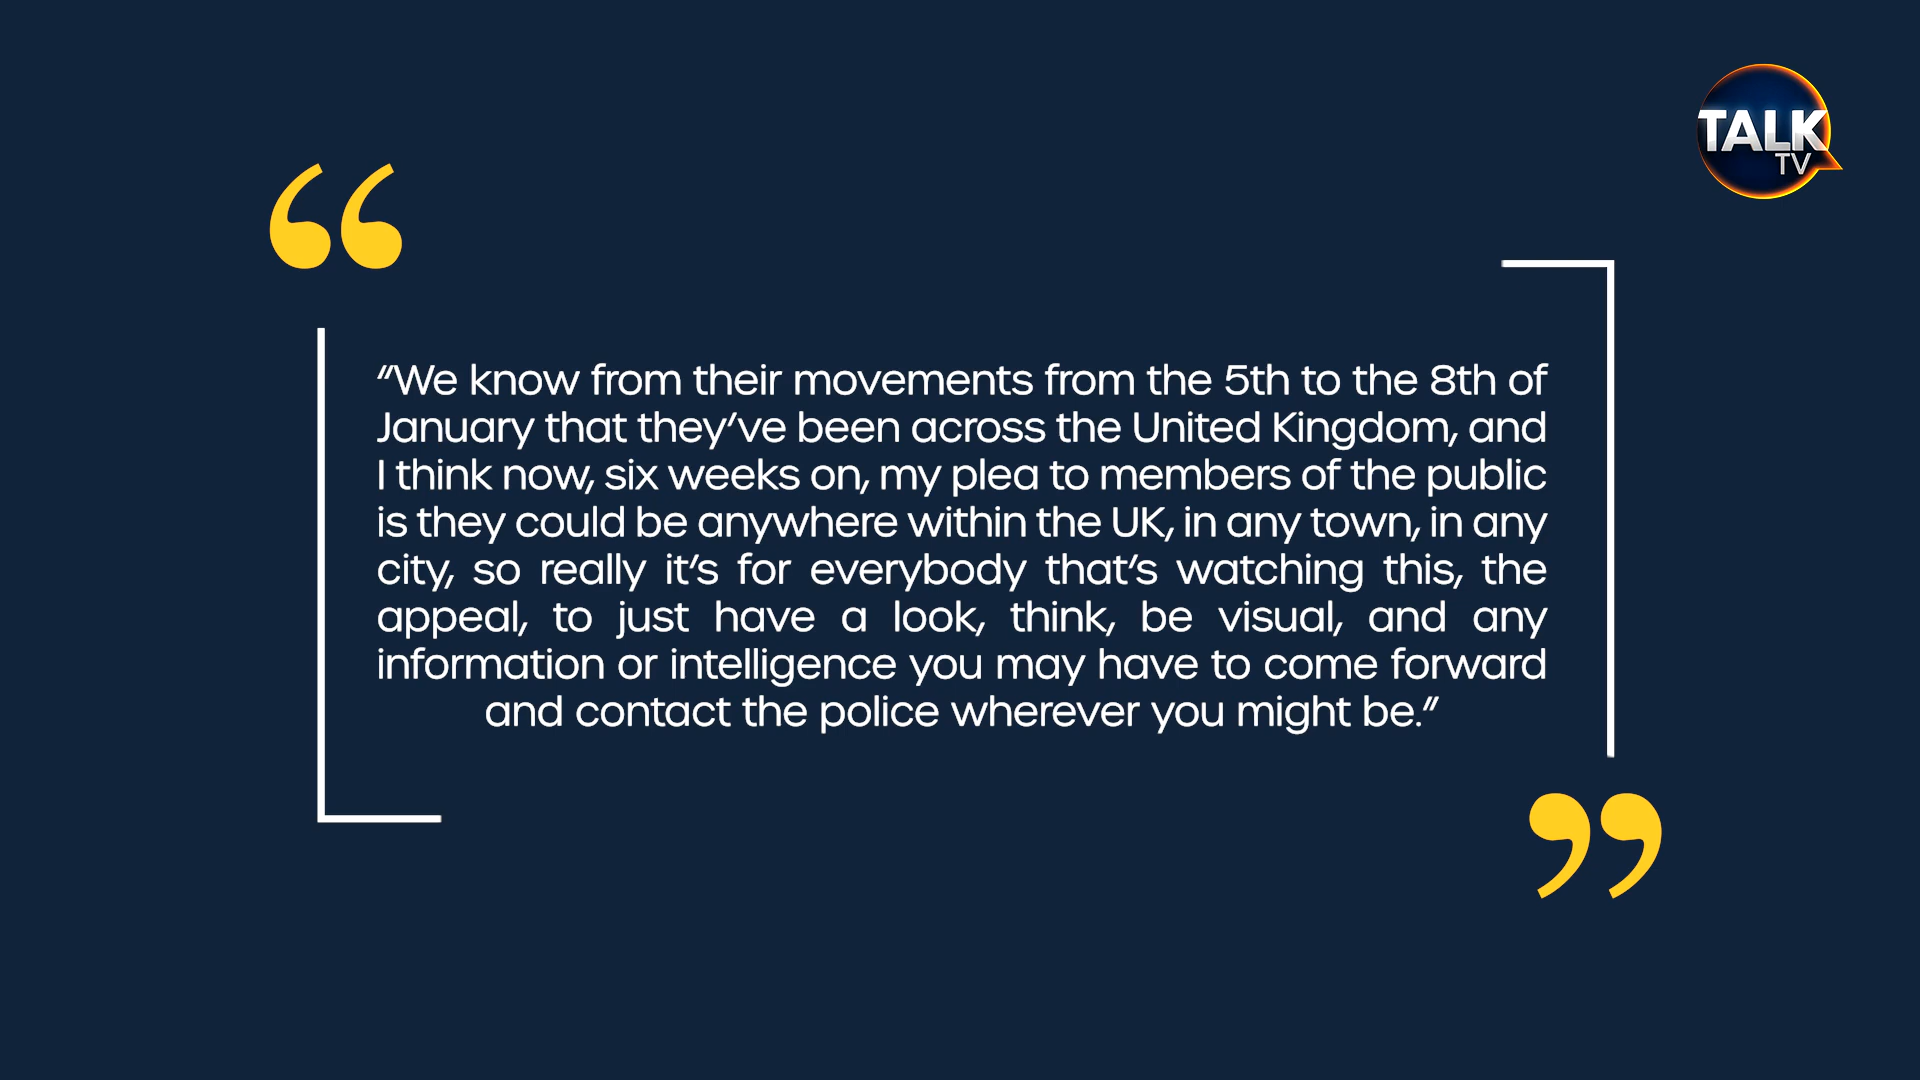 TALK
TV
“We know from their movements from the 5th to the 8th of
January that they’ve been across the United Kingdom, and
I think now, six weeks on, my plea to members of the public
is they could be anywhere within the UK, in any town, in any
city, so really it’s for everybody that’s watching this, the
appeal, to just have a look, think, be visual, and any
information or intelligence you may have to come forward
and contact the police wherever you might be.”